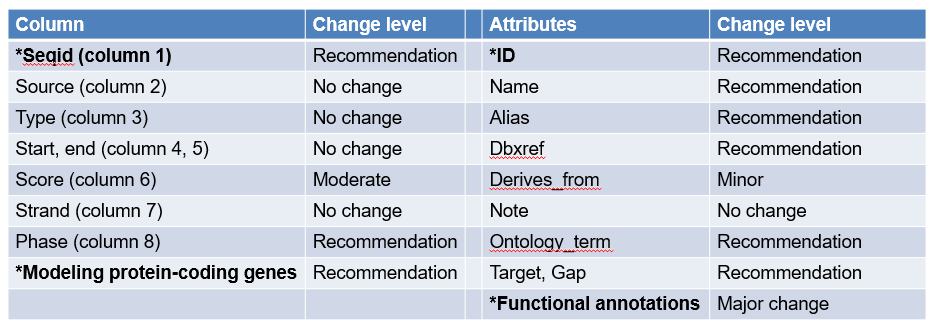 Column Change level Attributes Change level
*Seqid (column 1) Recommendation *ID Recommendation
Source (column 2) No change Name Recommendation
Type (column 3) No change Alias Recommendation
Start, end (column 4, 5) No change Dbxref Recommendation
Score (column 6) Moderate Derives_from Minor
Strand (column 7) No change Note No change
Phase (column 8) Recommendation Ontology_term Recommendation
*Modeling protein-coding genes Recommendation Target, Gap Recommendation
*Functional annotations Major change